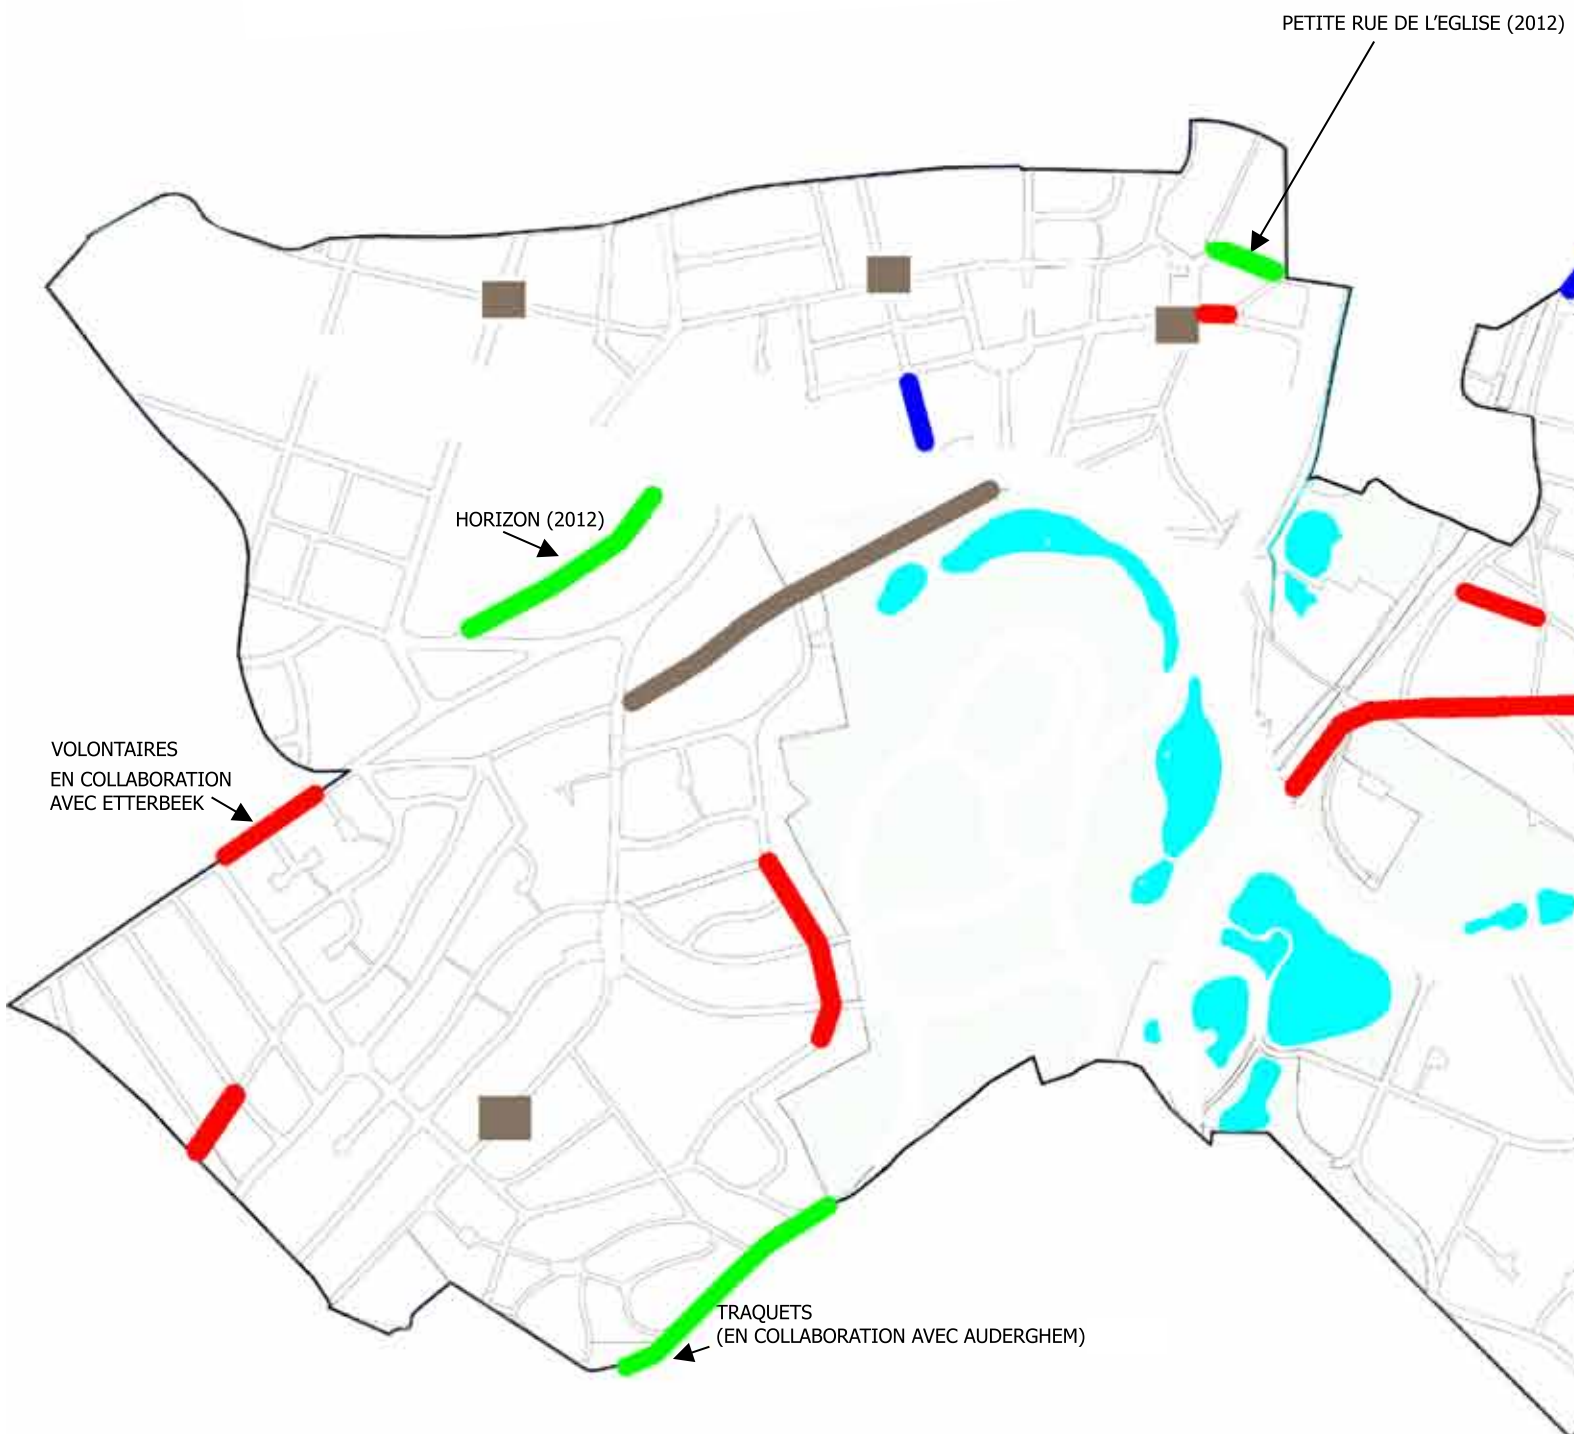 PETITE RUE DE L’EGLISE (2012)
HORIZON (2012)
VOLONTAIRES
EN COLLABORATION
AVEC ETTERBEEK
TRAQUETS
(EN COLLABORATION AVEC AUDERGHEM)